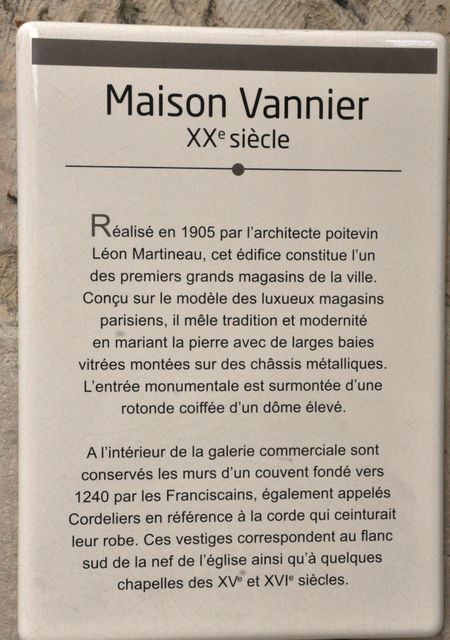 Maison Vannier
XXe siècle
Réalisé en 1905 par l'architecte poitevin
Léon Martineau, cet édifice constitue l'un
des premiers grands magasins de la ville.
Conçu sur le modèle des luxueux magasins
parisiens, il mêle tradition et modernité
en mariant la pierre avec de larges baies
vitrées montées sur des châssis métalliques.
L'entrée monumentale est surmontée d'une
rotonde coiffée d'un dôme élevé.
A l'intérieur de la galerie commerciale sont
conservés les murs d'un couvent fondé vers
1240 par les Franciscains, également appelés
Cordeliers en référence à la corde qui ceinturait
leur robe. Ces vestiges correspondent au flanc
sud de la nef de l'église ainsi qu'à quelques
chapelles des XVe et XVIe siècles.